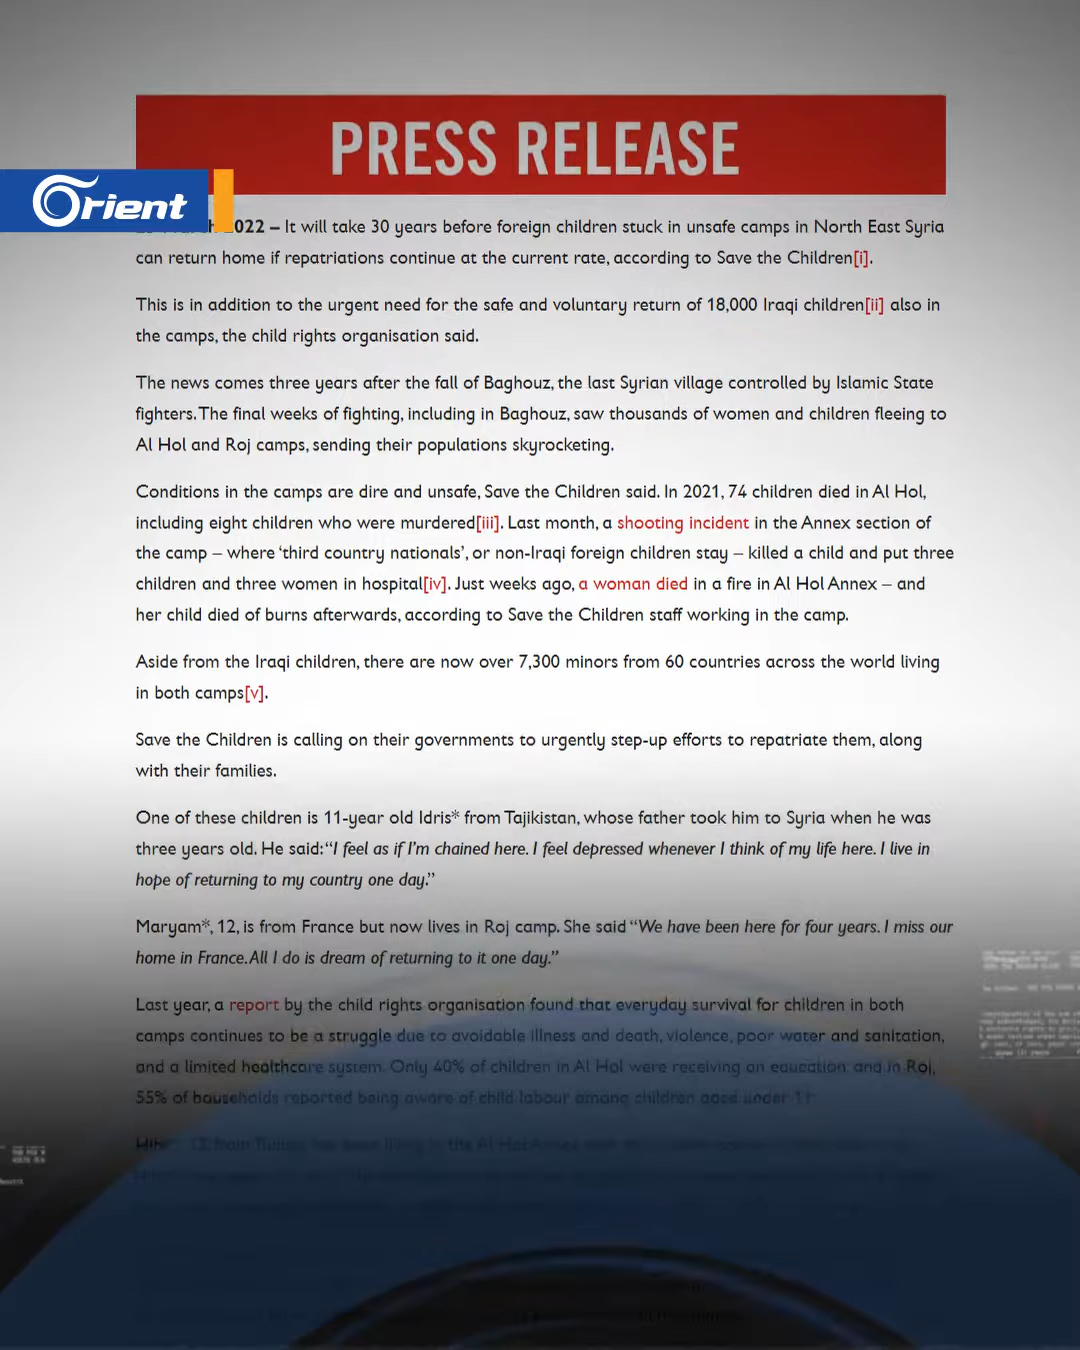 PRESS RELEASE
Orient
2022 – It will take 30 years before foreign children stuck in unsafe camps in North East Syria
can return home if repatriations continue at the current rate, according to Save the Children[i].
This is in addition to the urgent need for the safe and voluntary return of 18,000 Iraqi children[ii] also in
the camps, the child rights organisation said.
The news comes three years after the fall of Baghouz, the last Syrian village controlled by Islamic State
fighters. The final weeks of fighting, including in Baghouz, saw thousands of women and children fleeing to
Al Hol and Roj camps, sending their populations skyrocketing.
Conditions in the camps are dire and unsafe, Save the Children said. In 2021, 74 children died in Al Hol,
including eight children who were murdered[iii]. Last month, a shooting incident in the Annex section of
the camp – where ‘third country nationals’, or non-Iraqi foreign children stay – killed a child and put three
children and three women in hospital[iv]. Just weeks ago, a woman died in a fire in Al Hol Annex – and
her child died of burns afterwards, according to Save the Children staff working in the camp.
Aside from the Iraqi children, there are now over 7,300 minors from 60 countries across the world living
in both camps[v].
Save the Children is calling on their governments to urgently step-up efforts to repatriate them, along
with their families.
One of these children is 11-year old Idris* from Tajikistan, whose father took him to Syria when he was
three years old. He said: “I feel as if I’m chained here. I feel depressed whenever I think of my life here. I live in
hope of returning to my country one day.”
Maryam*, 12, is from France but now lives in Roj camp. She said “We have been here for four years. I miss our
home in France. All I do is dream of returning to it one day.”
Last year, a report by the child rights organisation found that everyday survival for children in both
camps continues to be a struggle due to avoidable illness and death, violence, poor water and sanitation,
and a limited healthcare system. Only 40% of children in Al Hol were receiving an education and in Roj,
55% of households reported being aware of child labour among children aged under 11